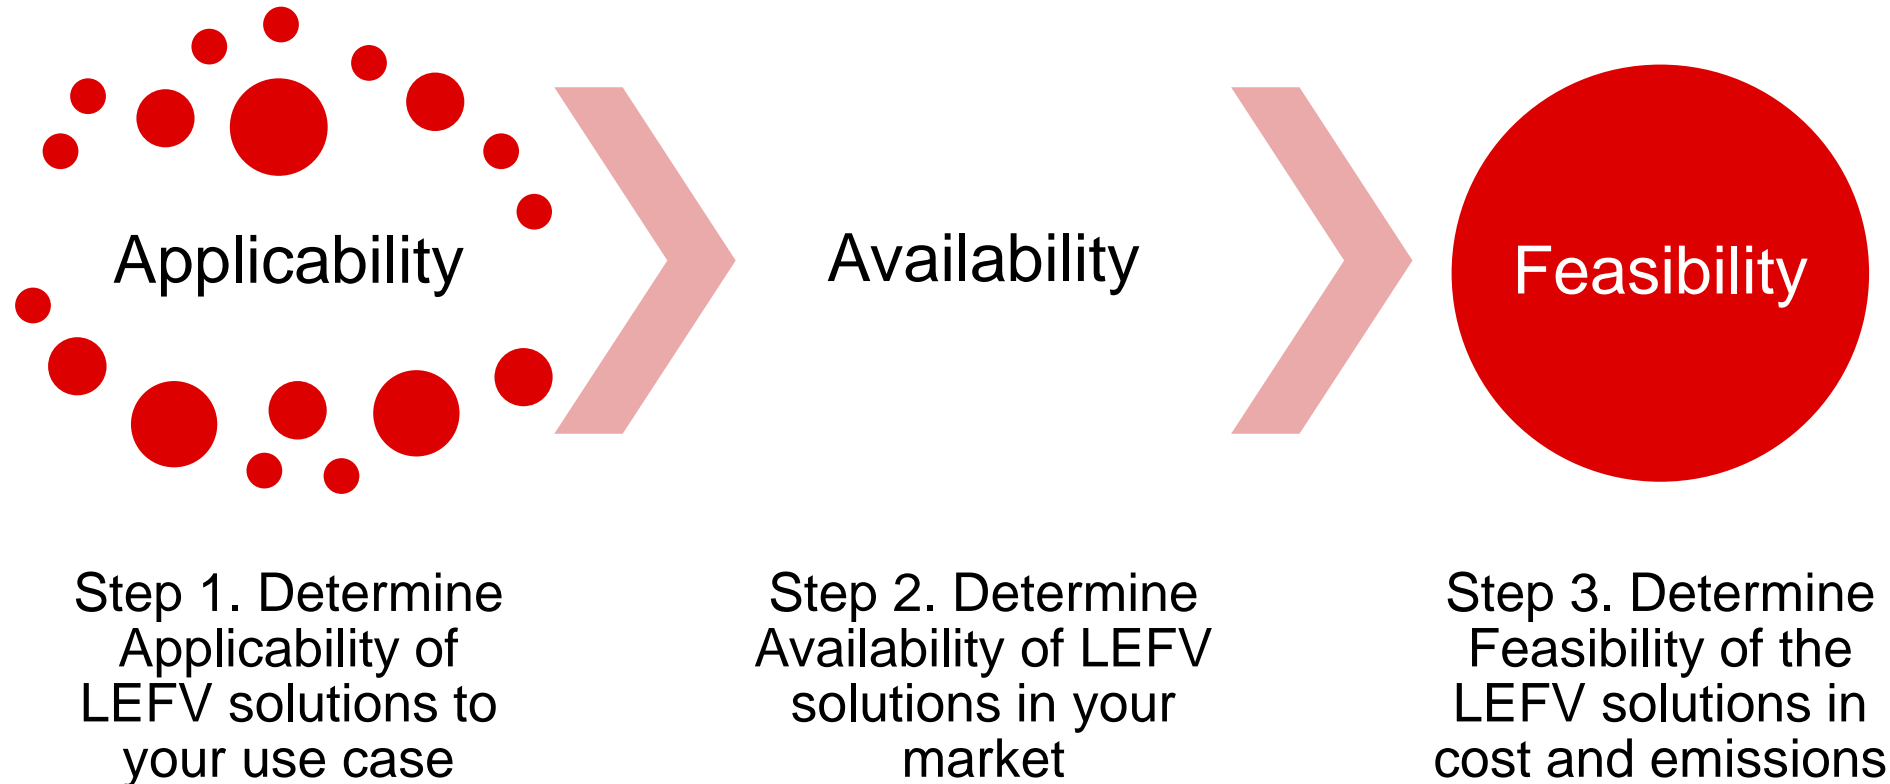 Applicability
Availability
Feasibility
Step 1. Determine
Applicability of
LEFV solutions to
your use case
Step 2. Determine
Availability of LEFV
solutions in your
market
Step 3. Determine
Feasibility of the
LEFV solutions in
cost and emissions